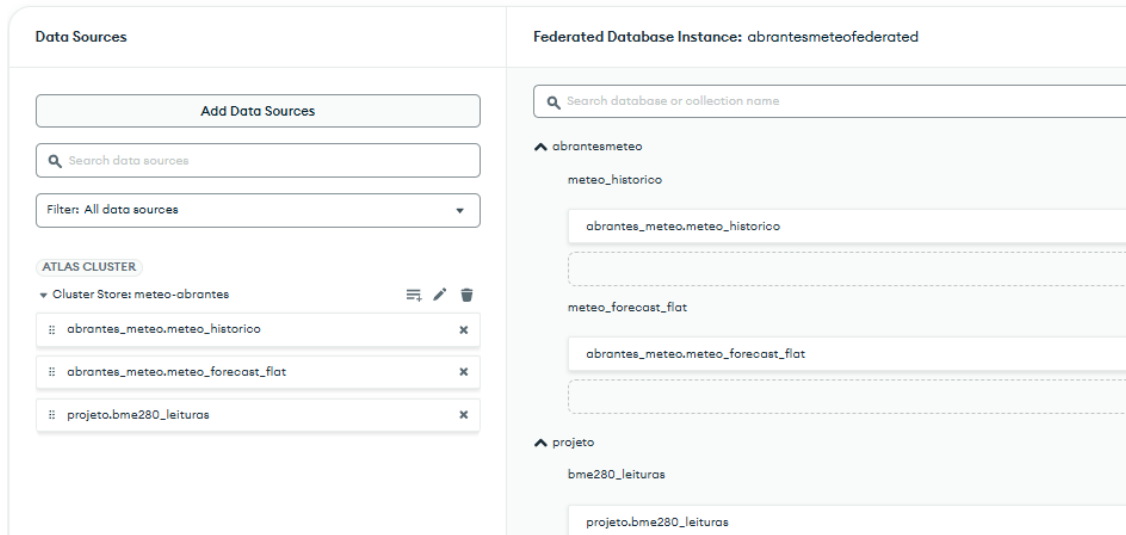 Data Sources
Add Data Sources
Search data sources
Filter: All data sources
ATLAS CLUSTER
Cluster Store: meteo-abrantes
abrantes_meteo.meteo_historico
abrantes_meteo.meteo_forecast_flat
projeto.bme280_leituras
Federated Database Instance: abrantesmeteofederated
Search database or collection name
abrantesmeteo
meteo_historico
abrantes_meteo.meteo_historico
meteo_forecast_flat
abrantes_meteo.meteo_forecast_flat
projeto
bme280_leituras
projeto.bme280_leituras